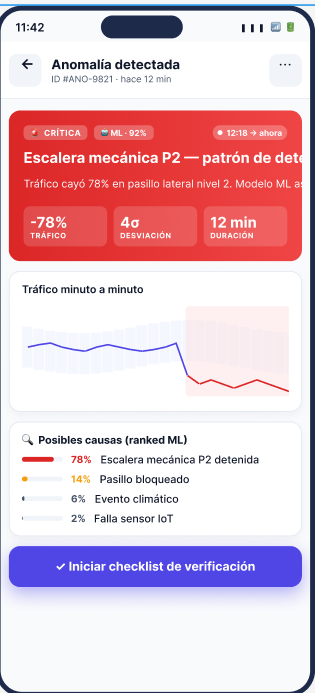 11:42
Anomalía detectada
ID #ANO-9821 · hace 12 min
CRÍTICA
ML · 92%
12:18 → ahora
Escalera mecánica P2 — patrón de dete
Tráfico cayó 78% en pasillo lateral nivel 2. Modelo ML as
-78%
TRÁFICO
4σ
DESVIACIÓN
12 min
DURACIÓN
Tráfico minuto a minuto
Posibles causas (ranked ML)
78% Escalera mecánica P2 detenida
14% Pasillo bloqueado
6% Evento climático
2% Falla sensor IoT
✓ Iniciar checklist de verificación